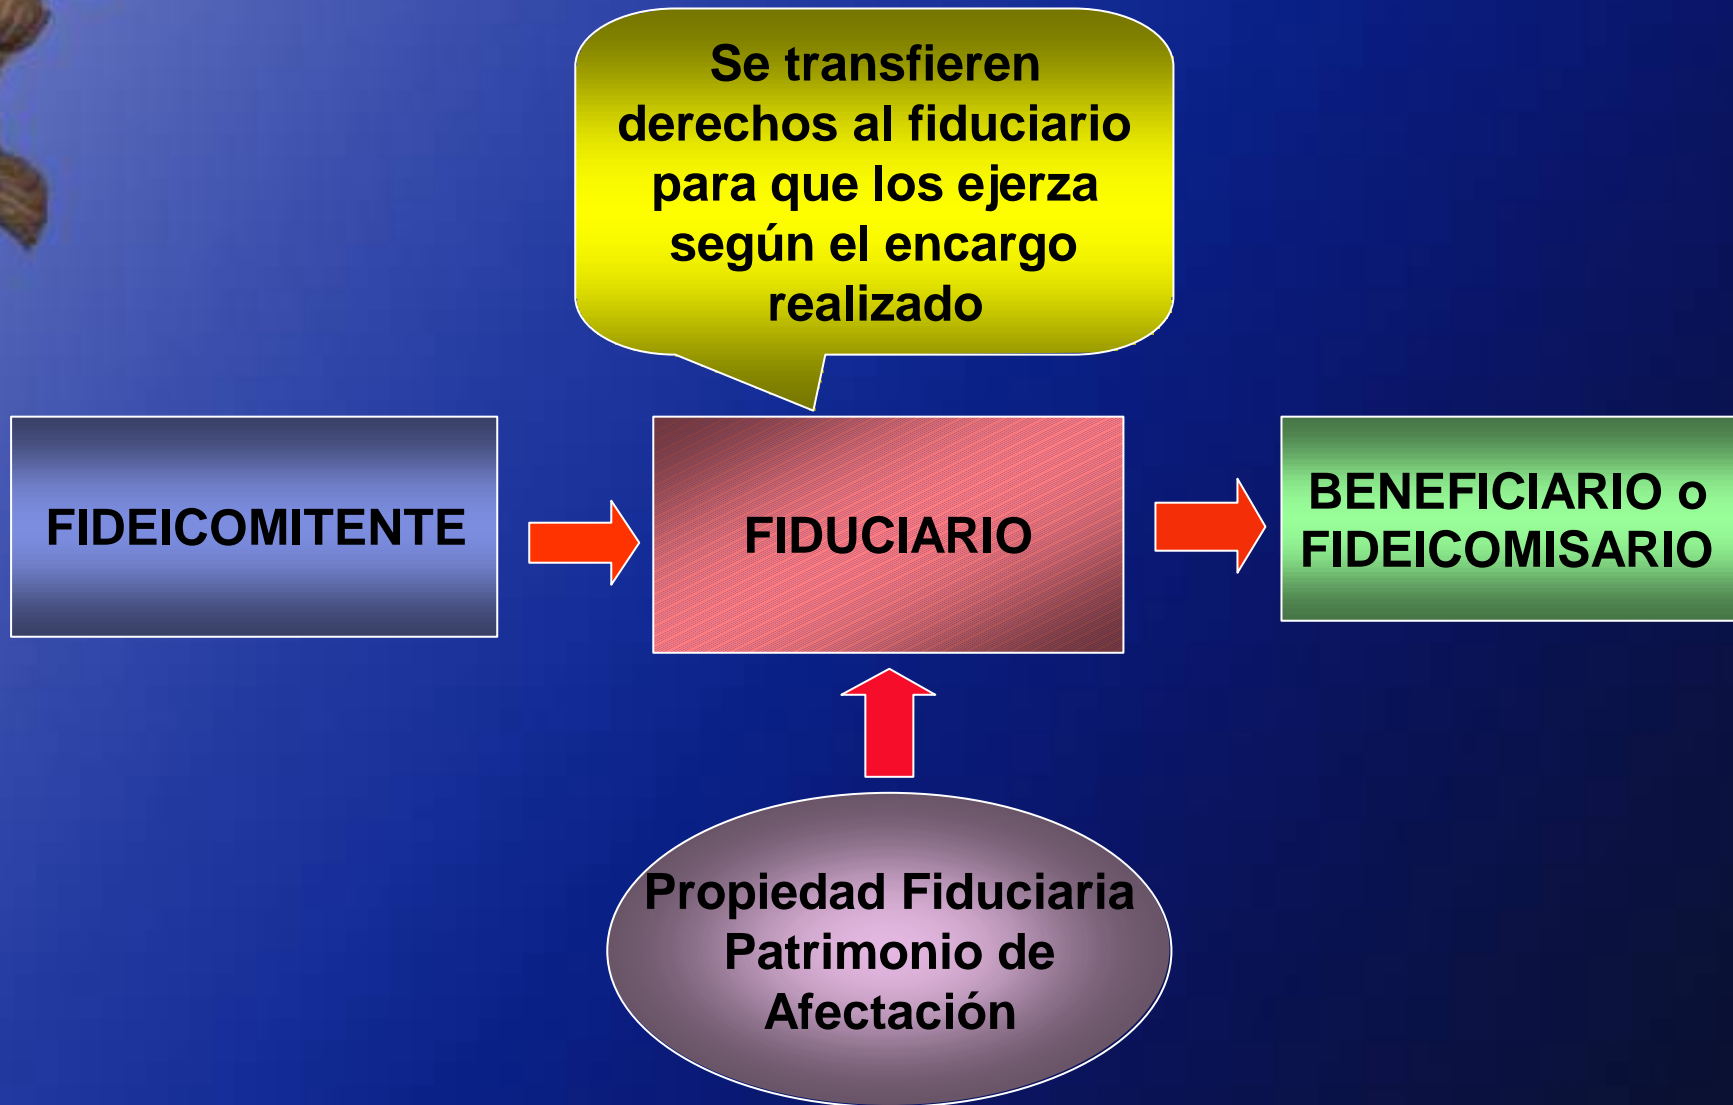 Se transfieren
derechos al fiduciario
para que los ejerza
según el encargo
realizado
FIDEICOMITENTE
FIDUCIARIO
BENEFICIARIO o
FIDEICOMISARIO
Propiedad Fiduciaria
Patrimonio de
Afectación